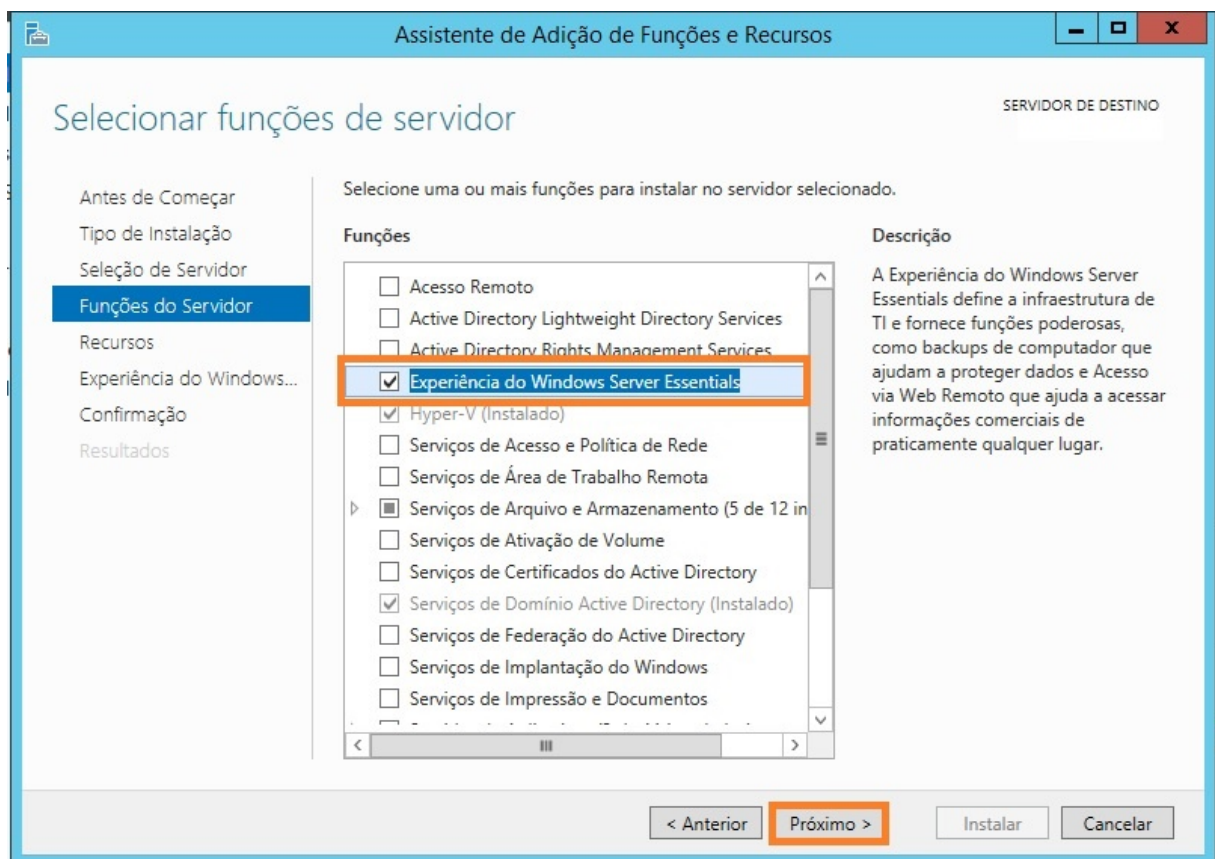 Assistente de Adição de Funções e Recursos
Selecionar funções de servidor
SERVIDOR DE DESTINO
Antes de Começar
Tipo de Instalação
Seleção de Servidor
Funções do Servidor
Recursos
Experiência do Windows...
Confirmação
Resultados
Selecione uma ou mais funções para instalar no servidor selecionado.
Funções
Acesso Remoto
Active Directory Lightweight Directory Services
Active Directory Rights Management Services
Experiência do Windows Server Essentials
Hyper-V (Instalado)
Serviços de Acesso e Política de Rede
Serviços de Área de Trabalho Remota
Serviços de Arquivo e Armazenamento (5 de 12 in
Serviços de Ativação de Volume
Serviços de Certificados do Active Directory
Serviços de Domínio Active Directory (Instalado)
Serviços de Federação do Active Directory
Serviços de Implantação do Windows
Serviços de Impressão e Documentos
Descrição
A Experiência do Windows Server
Essentials define a infraestrutura de
TI e fornece funções poderosas,
como backups de computador que
ajudam a proteger dados e Acesso
via Web Remoto que ajuda a acessar
informações comerciais de
praticamente qualquer lugar.
< Anterior
Próximo >
Instalar
Cancelar